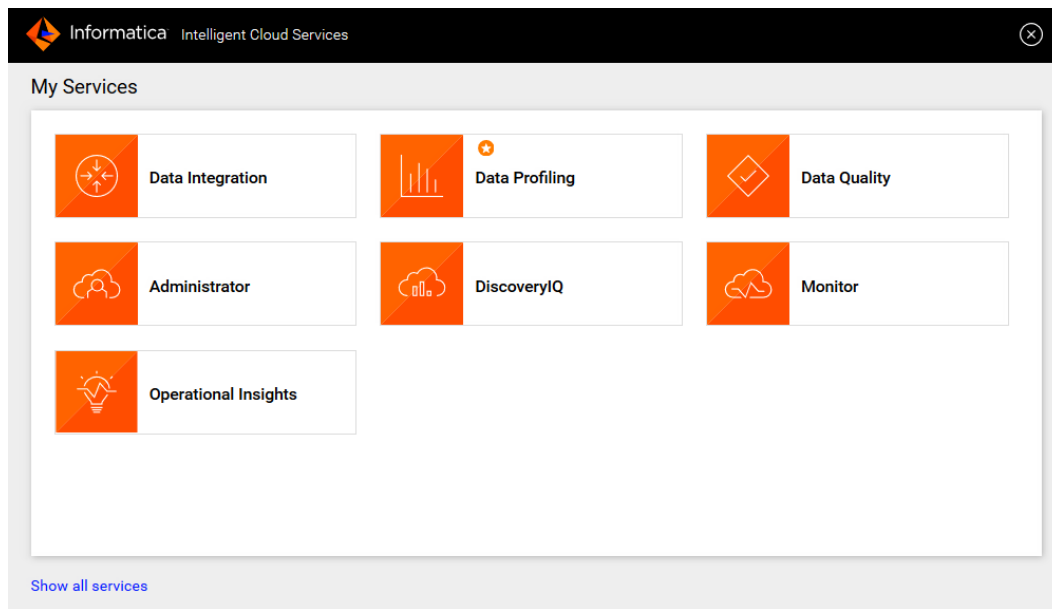 Informatica Intelligent Cloud Services
My Services
Data Integration
Data Profiling
Data Quality
Administrator
DiscoveryIQ
Monitor
Operational Insights
Show all services